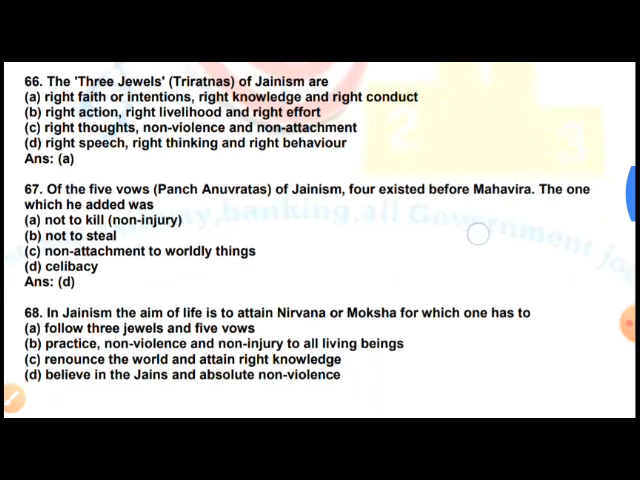 66. The 'Three Jewels' (Triratnas) of Jainism are
(a) right faith or intentions, right knowledge and right conduct
(b) right action, right livelihood and right effort
(c) right thoughts, non-violence and non-attachment
(d) right speech, right thinking and right behaviour
Ans: (a)
67. Of the five vows (Panch Anuvratas) of Jainism, four existed before Mahavira. The one
which he added was
(a) not to kill (non-injury)
(b) not to steal
(c) non-attachment to worldly things
(d) celibacy
Ans: (d)
68. In Jainism the aim of life is to attain Nirvana or Moksha for which one has to
(a) follow three jewels and five vows
(b) practice, non-violence and non-injury to all living beings
(c) renounce the world and attain right knowledge
(d) believe in the Jains and absolute non-violence
2
3
banking,all Government